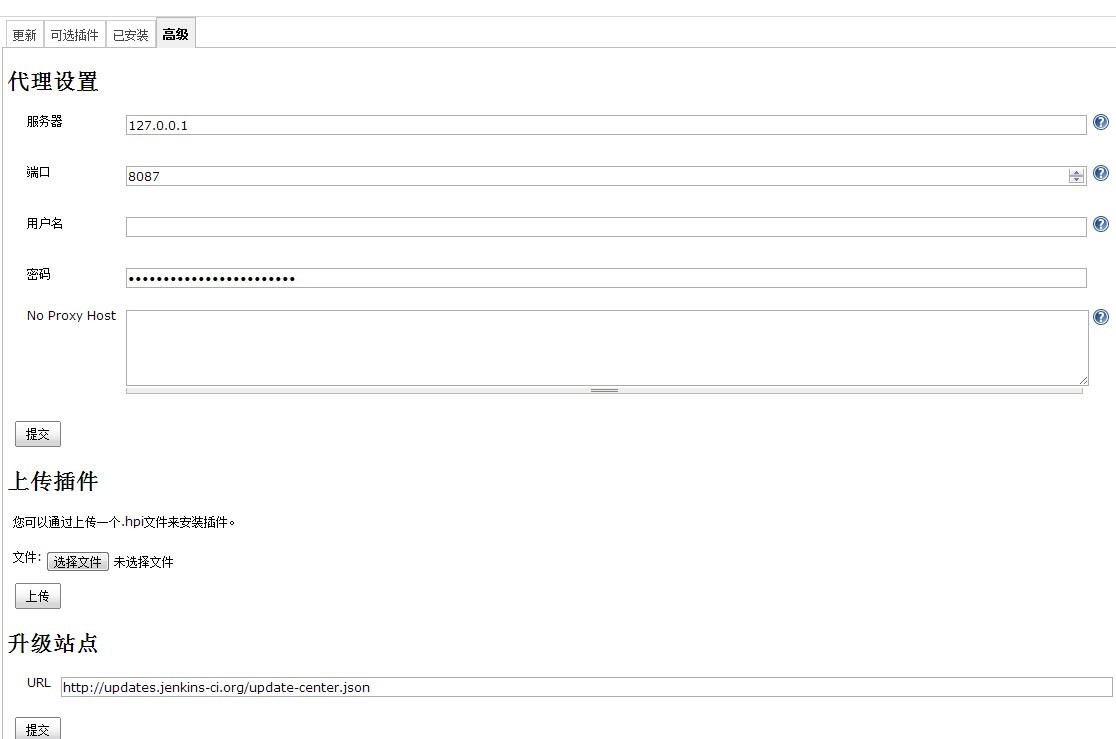 更新 可选插件 已安装 高级
代理设置
服务器 127.0.0.1
端口 8087
用户名
密码 ••••••••••••••••••••••••
No Proxy Host
提交
上传插件
您可以通过上传一个.hpi文件来安装插件。
文件: 选择文件 未选择文件
上传
升级站点
URL http://updates.jenkins-ci.org/update-center.json
提交